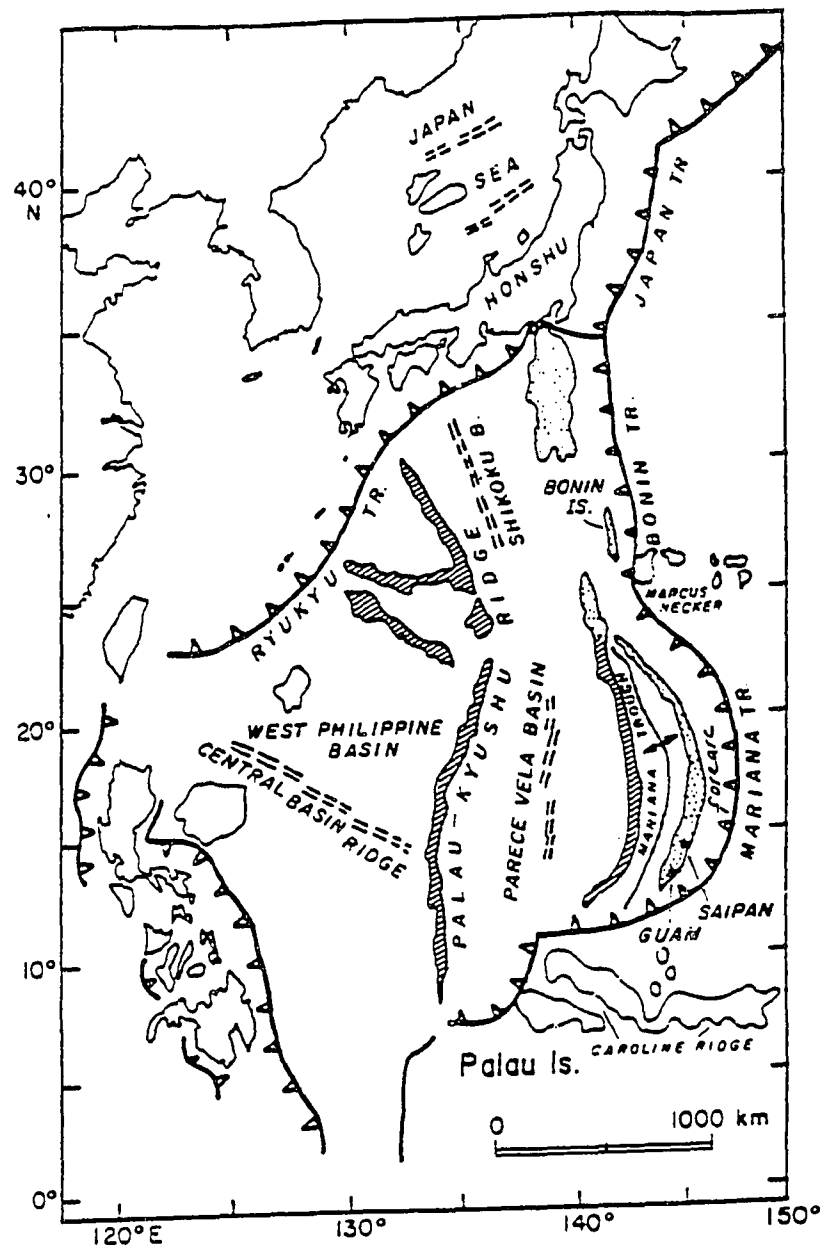 JAPAN
SEA
40°
N
HONSHU
JAPAN TR
30°
SHIKOKU B.
BONIN
IS.
BONIN TR.
RYUKYU TR.
MARCUS
NECKER
20°
WEST PHILIPPINE
BASIN
CENTRAL BASIN
RIDGE
PALAU-KYUSHU RIDGE
PARECE VELA BASIN
MARIANA TROUGH
forearc
MARIANA TR
SAIPAN
GUAM
10°
CAROLINE RIDGE
Palau Is.
0
1000 km
0°
120°E
130°
140°
150°